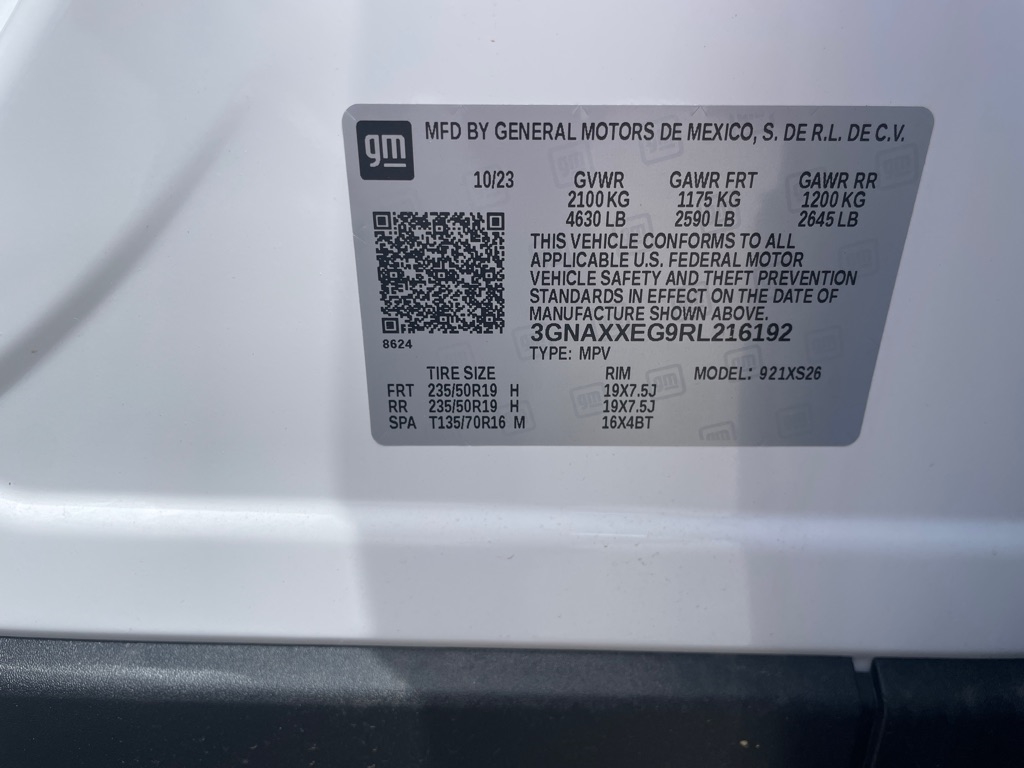 gm MFD BY GENERAL MOTORS DE MEXICO, S. DE R.L. DE C.V.
10/23 GVWR GAWR FRT GAWR RR
2100 KG 1175 KG 1200 KG
4630 LB 2590 LB 2645 LB
THIS VEHICLE CONFORMS TO ALL
APPLICABLE U.S. FEDERAL MOTOR
VEHICLE SAFETY AND THEFT PREVENTION
STANDARDS IN EFFECT ON THE DATE OF
MANUFACTURE SHOWN ABOVE.
3GNAXXEG9RL216192
8624
TYPE: MPV
TIRE SIZE RIM MODEL: 921XS26
FRT 235/50R19 H 19X7.5J
RR 235/50R19 H 19X7.5J
SPA T135/70R16 M 16X4BT